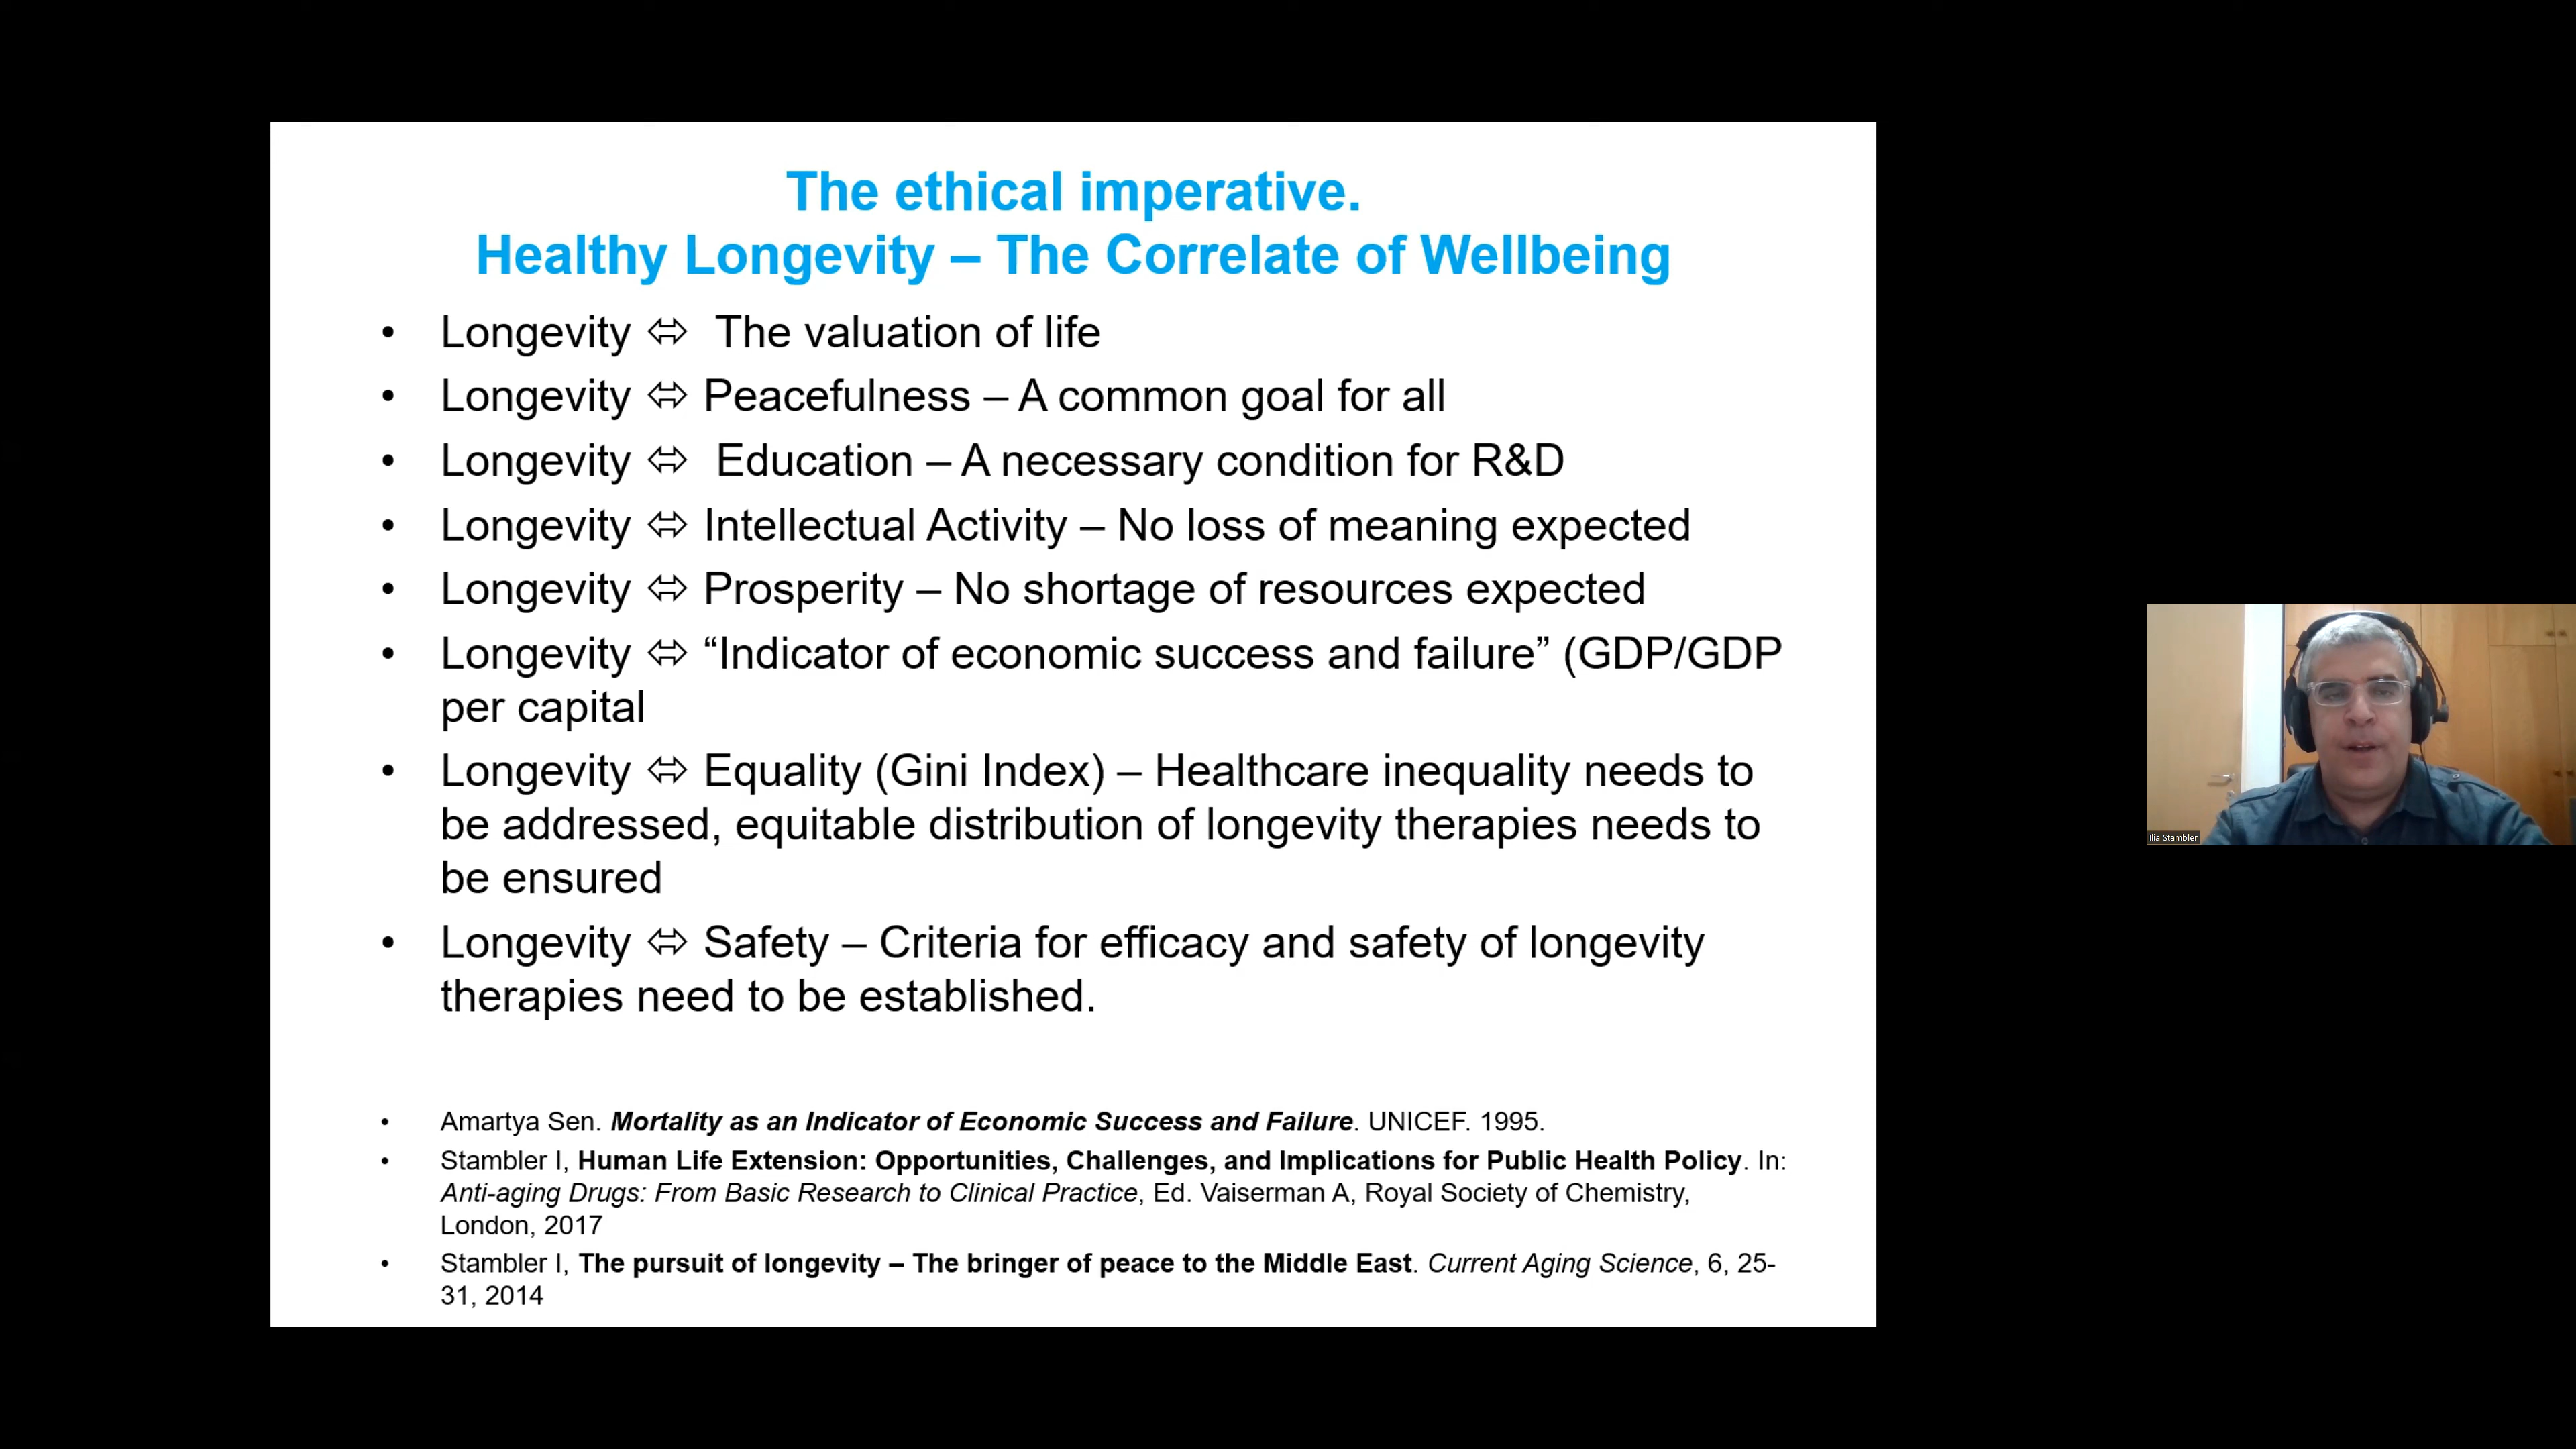 The ethical imperative.
Healthy Longevity – The Correlate of Wellbeing
• Longevity ⬄ The valuation of life
• Longevity ⬄ Peacefulness – A common goal for all
• Longevity ⬄ Education – A necessary condition for R&D
• Longevity ⬄ Intellectual Activity – No loss of meaning expected
• Longevity ⬄ Prosperity – No shortage of resources expected
• Longevity ⬄ “Indicator of economic success and failure” (GDP/GDP
per capital
• Longevity ⬄ Equality (Gini Index) – Healthcare inequality needs to
be addressed, equitable distribution of longevity therapies needs to
be ensured
• Longevity ⬄ Safety – Criteria for efficacy and safety of longevity
therapies need to be established.
• Amartya Sen. Mortality as an Indicator of Economic Success and Failure. UNICEF. 1995.
• Stambler I, Human Life Extension: Opportunities, Challenges, and Implications for Public Health Policy. In:
Anti-aging Drugs: From Basic Research to Clinical Practice, Ed. Vaiserman A, Royal Society of Chemistry,
London, 2017
• Stambler I, The pursuit of longevity – The bringer of peace to the Middle East. Current Aging Science, 6, 25-
31, 2014
Ilia Stambler